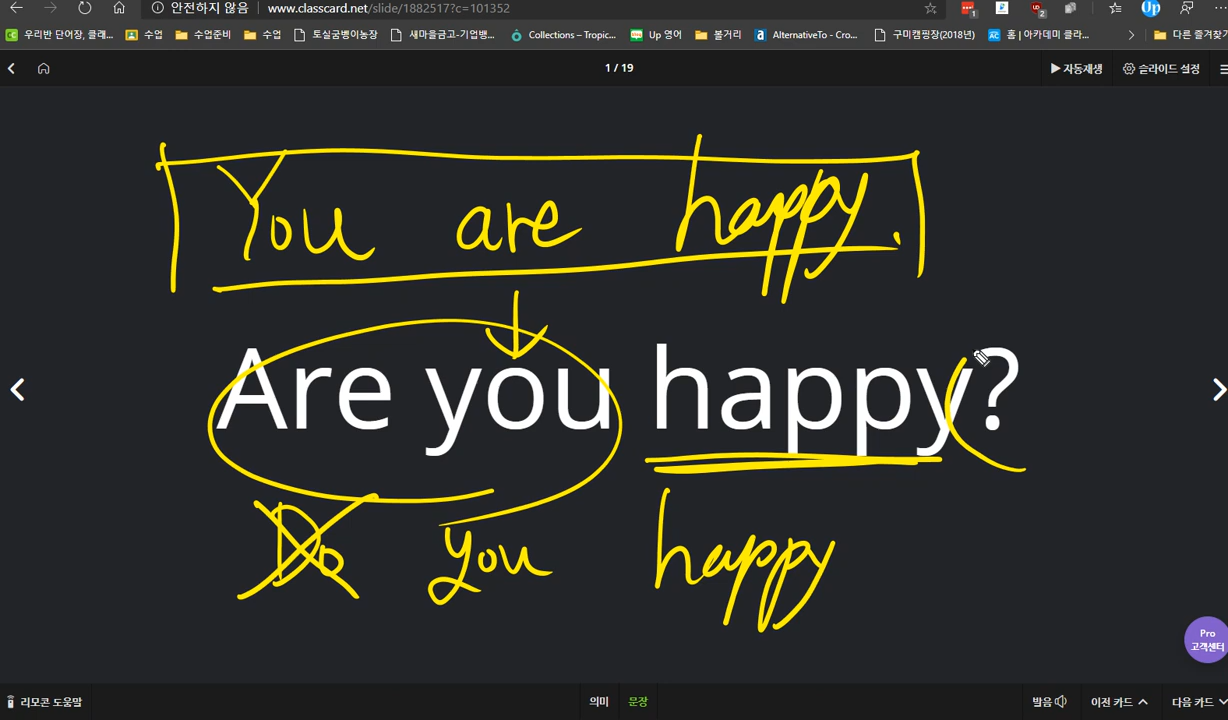 안전하지 않음 www.classcard.net/slide/1882517?c=101352
우리반 단어장, 클래... 수업 수업준비 수업 토실궁뱅이농장 새마을금고-기업뱅... Collections – Tropic... Up 영어 볼거리 AlternativeTo - Cro... 구미캠핑장(2018년) 홈 | 아카데미 클라... 다른 즐겨찾기
1 / 19 자동재생 슬라이드 설정
You are happy.
Are you happy?
Do you happy
Pro
고객센터
리모콘 도움말 의미 문장 발음 이전 카드 다음 카드